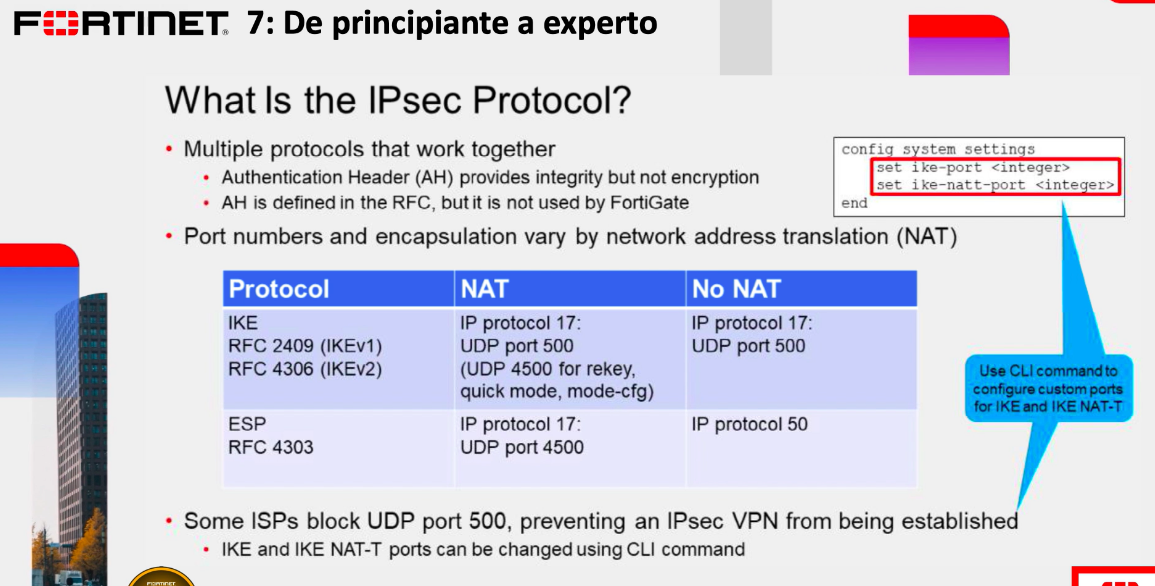 FORTINET® 7: De principiante a experto
What Is the IPsec Protocol?
• Multiple protocols that work together
• Authentication Header (AH) provides integrity but not encryption
• AH is defined in the RFC, but it is not used by FortiGate
config system settings
set ike-port <integer>
set ike-natt-port <integer>
end
• Port numbers and encapsulation vary by network address translation (NAT)
Protocol NAT No NAT
IKE
RFC 2409 (IKEv1)
RFC 4306 (IKEv2)
IP protocol 17:
UDP port 500
(UDP 4500 for rekey,
quick mode, mode-cfg)
IP protocol 17:
UDP port 500
ESP
RFC 4303
IP protocol 17:
UDP port 4500
IP protocol 50
Use CLI command to
configure custom ports
for IKE and IKE NAT-T
• Some ISPs block UDP port 500, preventing an IPsec VPN from being established
• IKE and IKE NAT-T ports can be changed using CLI command
FORTINET